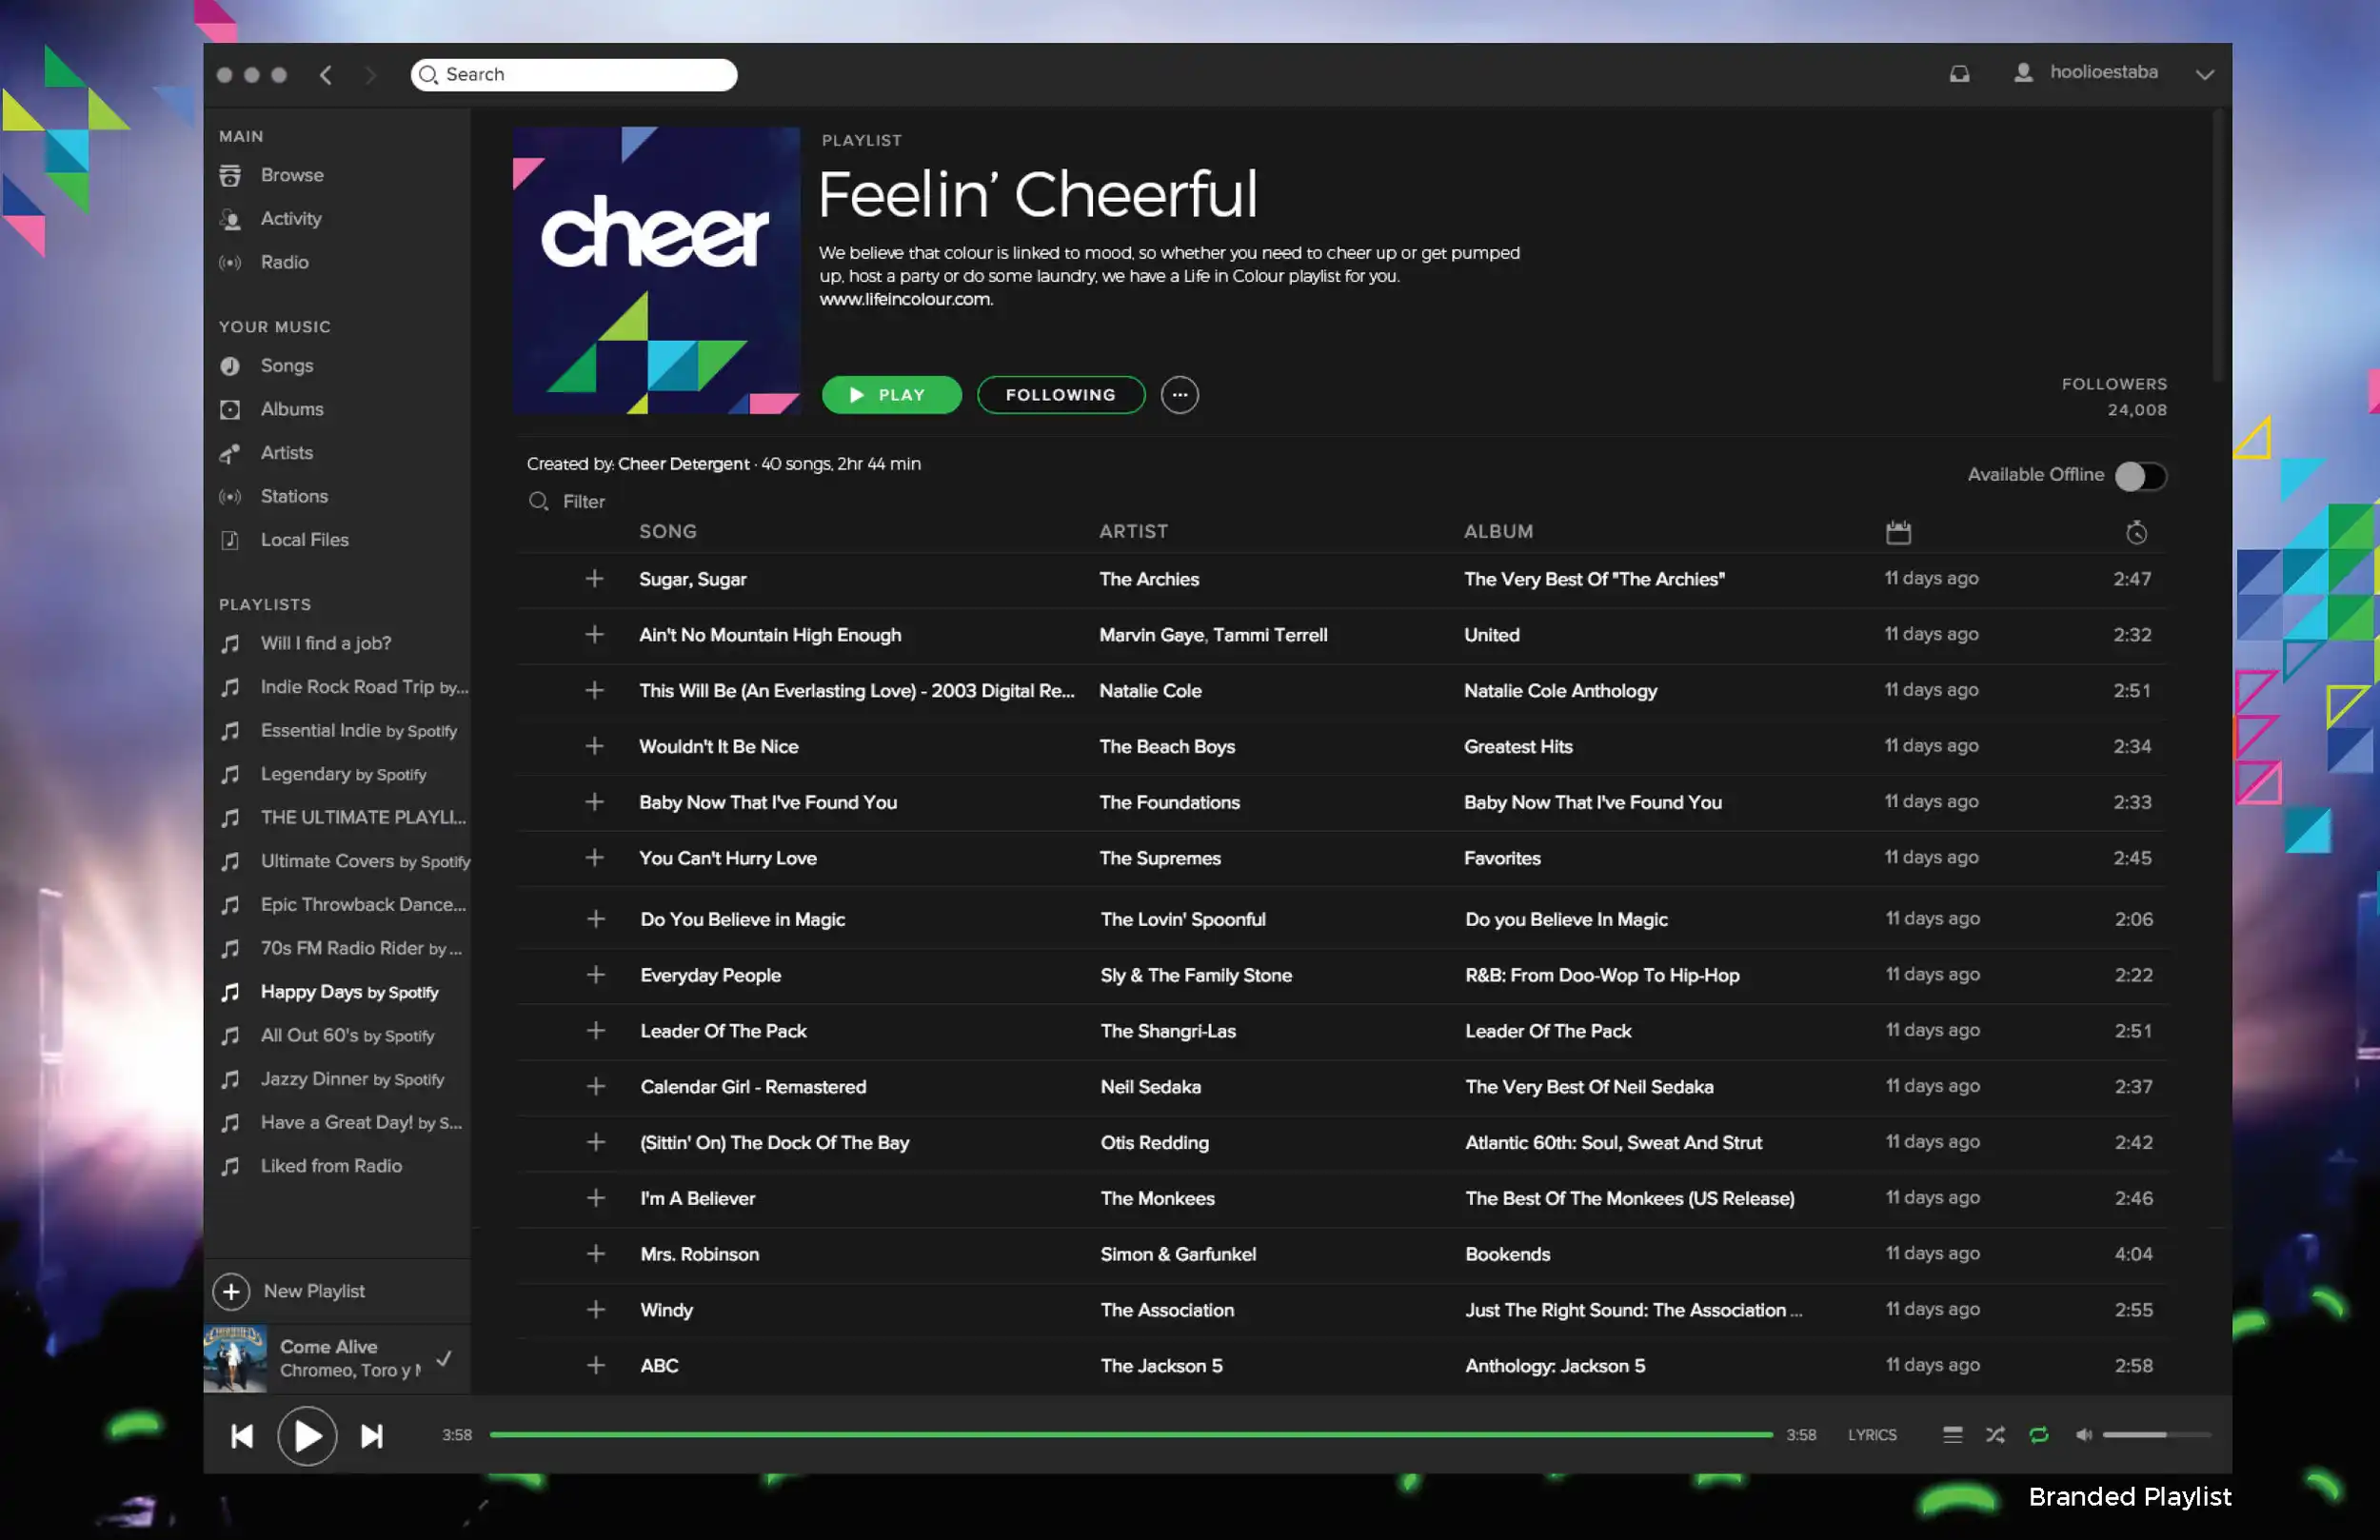 Search
hoolioestaba
MAIN
Browse
Activity
Radio
YOUR MUSIC
Songs
Albums
Artists
Stations
Local Files
PLAYLISTS
Will I find a job?
Indie Rock Road Trip by...
Essential Indie by Spotify
Legendary by Spotify
THE ULTIMATE PLAYLI...
Ultimate Covers by Spotify
Epic Throwback Dance...
70s FM Radio Rider by ...
Happy Days by Spotify
All Out 60's by Spotify
Jazzy Dinner by Spotify
Have a Great Day! by S...
Liked from Radio
New Playlist
Come Alive
Chromeo, Toro y
cheer
PLAYLIST
Feelin' Cheerful
We believe that colour is linked to mood, so whether you need to cheer up or get pumped
up, host a party or do some laundry, we have a Life in Colour playlist for you.
www.lifeincolour.com.
PLAY
FOLLOWING
FOLLOWERS
24,008
Created by: Cheer Detergent · 40 songs, 2hr 44 min
Available Offline
Filter
SONG ARTIST ALBUM
Sugar, Sugar The Archies The Very Best Of "The Archies" 11 days ago 2:47
Ain't No Mountain High Enough Marvin Gaye, Tammi Terrell United 11 days ago 2:32
This Will Be (An Everlasting Love) - 2003 Digital Re... Natalie Cole Natalie Cole Anthology 11 days ago 2:51
Wouldn't It Be Nice The Beach Boys Greatest Hits 11 days ago 2:34
Baby Now That I've Found You The Foundations Baby Now That I've Found You 11 days ago 2:33
You Can't Hurry Love The Supremes Favorites 11 days ago 2:45
Do You Believe in Magic The Lovin' Spoonful Do you Believe In Magic 11 days ago 2:06
Everyday People Sly & The Family Stone R&B: From Doo-Wop To Hip-Hop 11 days ago 2:22
Leader Of The Pack The Shangri-Las Leader Of The Pack 11 days ago 2:51
Calendar Girl - Remastered Neil Sedaka The Very Best Of Neil Sedaka 11 days ago 2:37
(Sittin' On) The Dock Of The Bay Otis Redding Atlantic 60th: Soul, Sweat And Strut 11 days ago 2:42
I'm A Believer The Monkees The Best Of The Monkees (US Release) 11 days ago 2:46
Mrs. Robinson Simon & Garfunkel Bookends 11 days ago 4:04
Windy The Association Just The Right Sound: The Association ... 11 days ago 2:55
ABC The Jackson 5 Anthology: Jackson 5 11 days ago 2:58
3:58 3:58 LYRICS
Branded Playlist